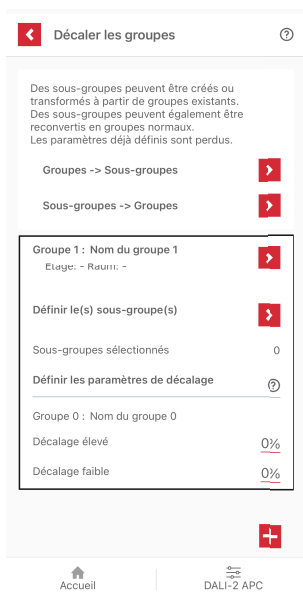 Décaler les groupes
Des sous-groupes peuvent être créés ou
transformés à partir de groupes existants.
Des sous-groupes peuvent également être
reconvertis en groupes normaux.
Les paramètres déjà définis sont perdus.
Groupes -> Sous-groupes
Sous-groupes -> Groupes
Groupe 1 : Nom du groupe 1
Etage: - Raum: -
Définir le(s) sous-groupe(s)
Sous-groupes sélectionnés 0
Définir les paramètres de décalage
Groupe 0 : Nom du groupe 0
Décalage élevé 0%
Décalage faible 0%
Accueil
DALI-2 APC